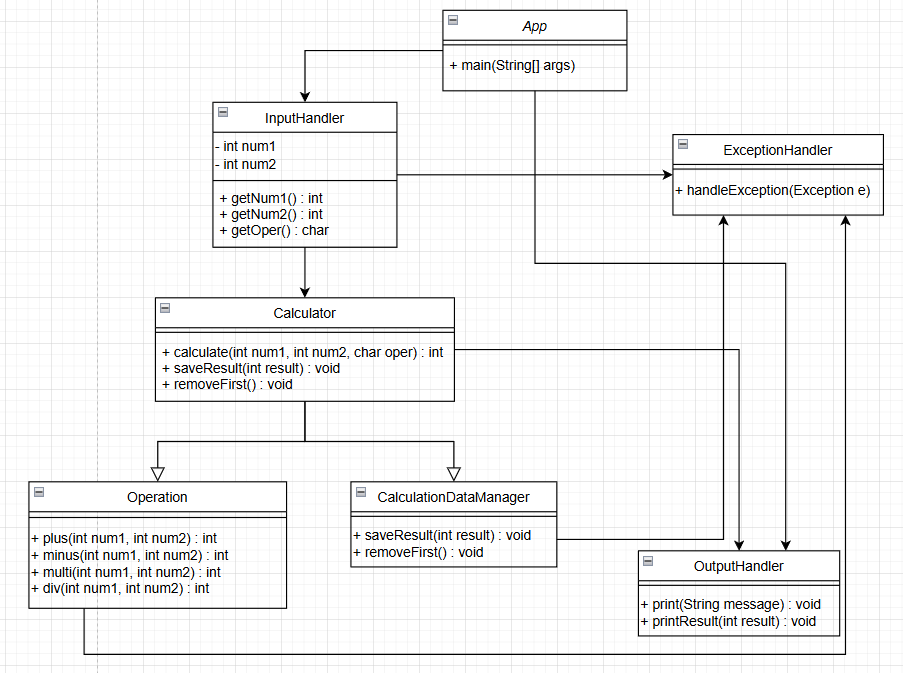 App
+ main(String[] args)
InputHandler
- int num1
- int num2
+ getNum1() : int
+ getNum2() : int
+ getOper() : char
ExceptionHandler
+ handleException(Exception e)
Calculator
+ calculate(int num1, int num2, char oper) : int
+ saveResult(int result) : void
+ removeFirst() : void
Operation
+ plus(int num1, int num2) : int
+ minus(int num1, int num2) : int
+ multi(int num1, int num2) : int
+ div(int num1, int num2) : int
CalculationDataManager
+ saveResult(int result) : void
+ removeFirst() : void
OutputHandler
+ print(String message) : void
+ printResult(int result) : void